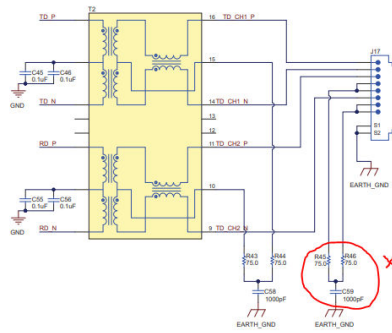 T2
TD_P
16 TD_CH1_P
J17
15
C45
0.1uF
C46
0.1uF
GND
TD_N
14 TD_CH1_N
13
12
RD_P
11 TD_CH2_P
S1
S2
EARTH_GND
10
C55
0.1uF
C56
0.1uF
GND
RD_N
9 TD_CH2_N
R43
75.0
R44
75.0
R45
75.0
R46
75.0
C58
1000pF
C59
1000pF
EARTH_GND
EARTH_GND